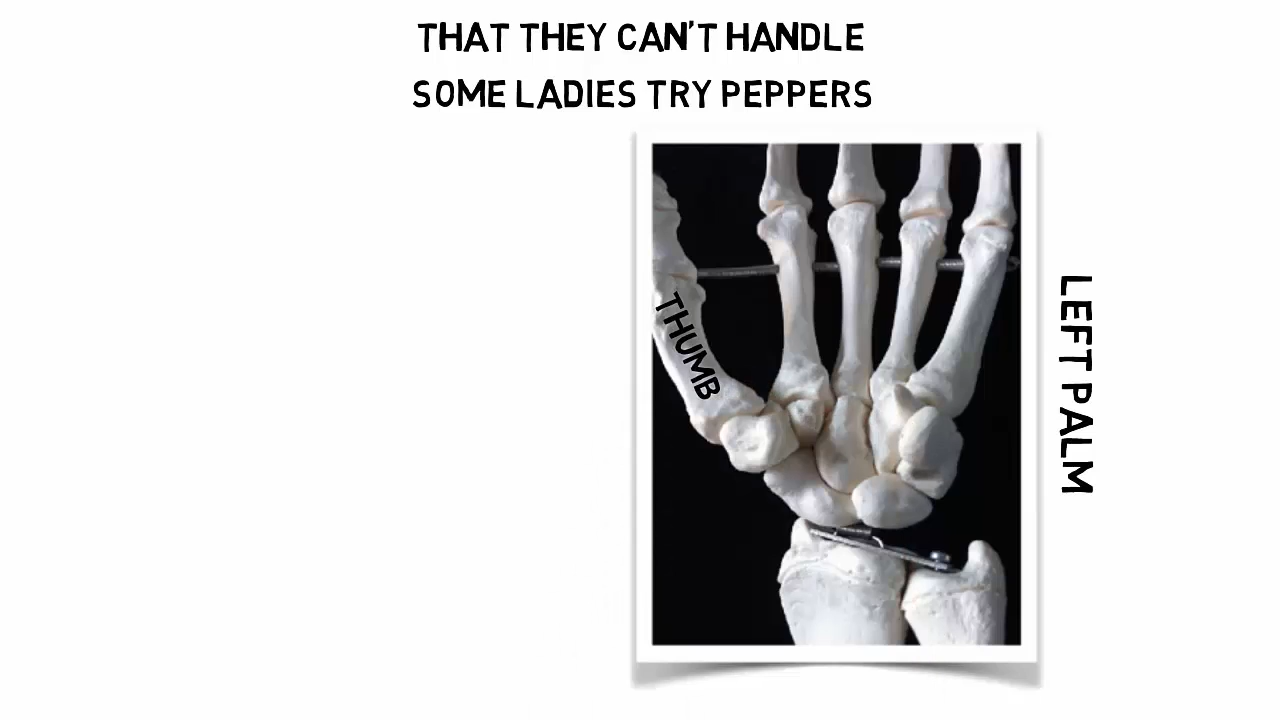 THAT THEY CAN'T HANDLE
SOME LADIES TRY PEPPERS
THUMB
LEFT PALM